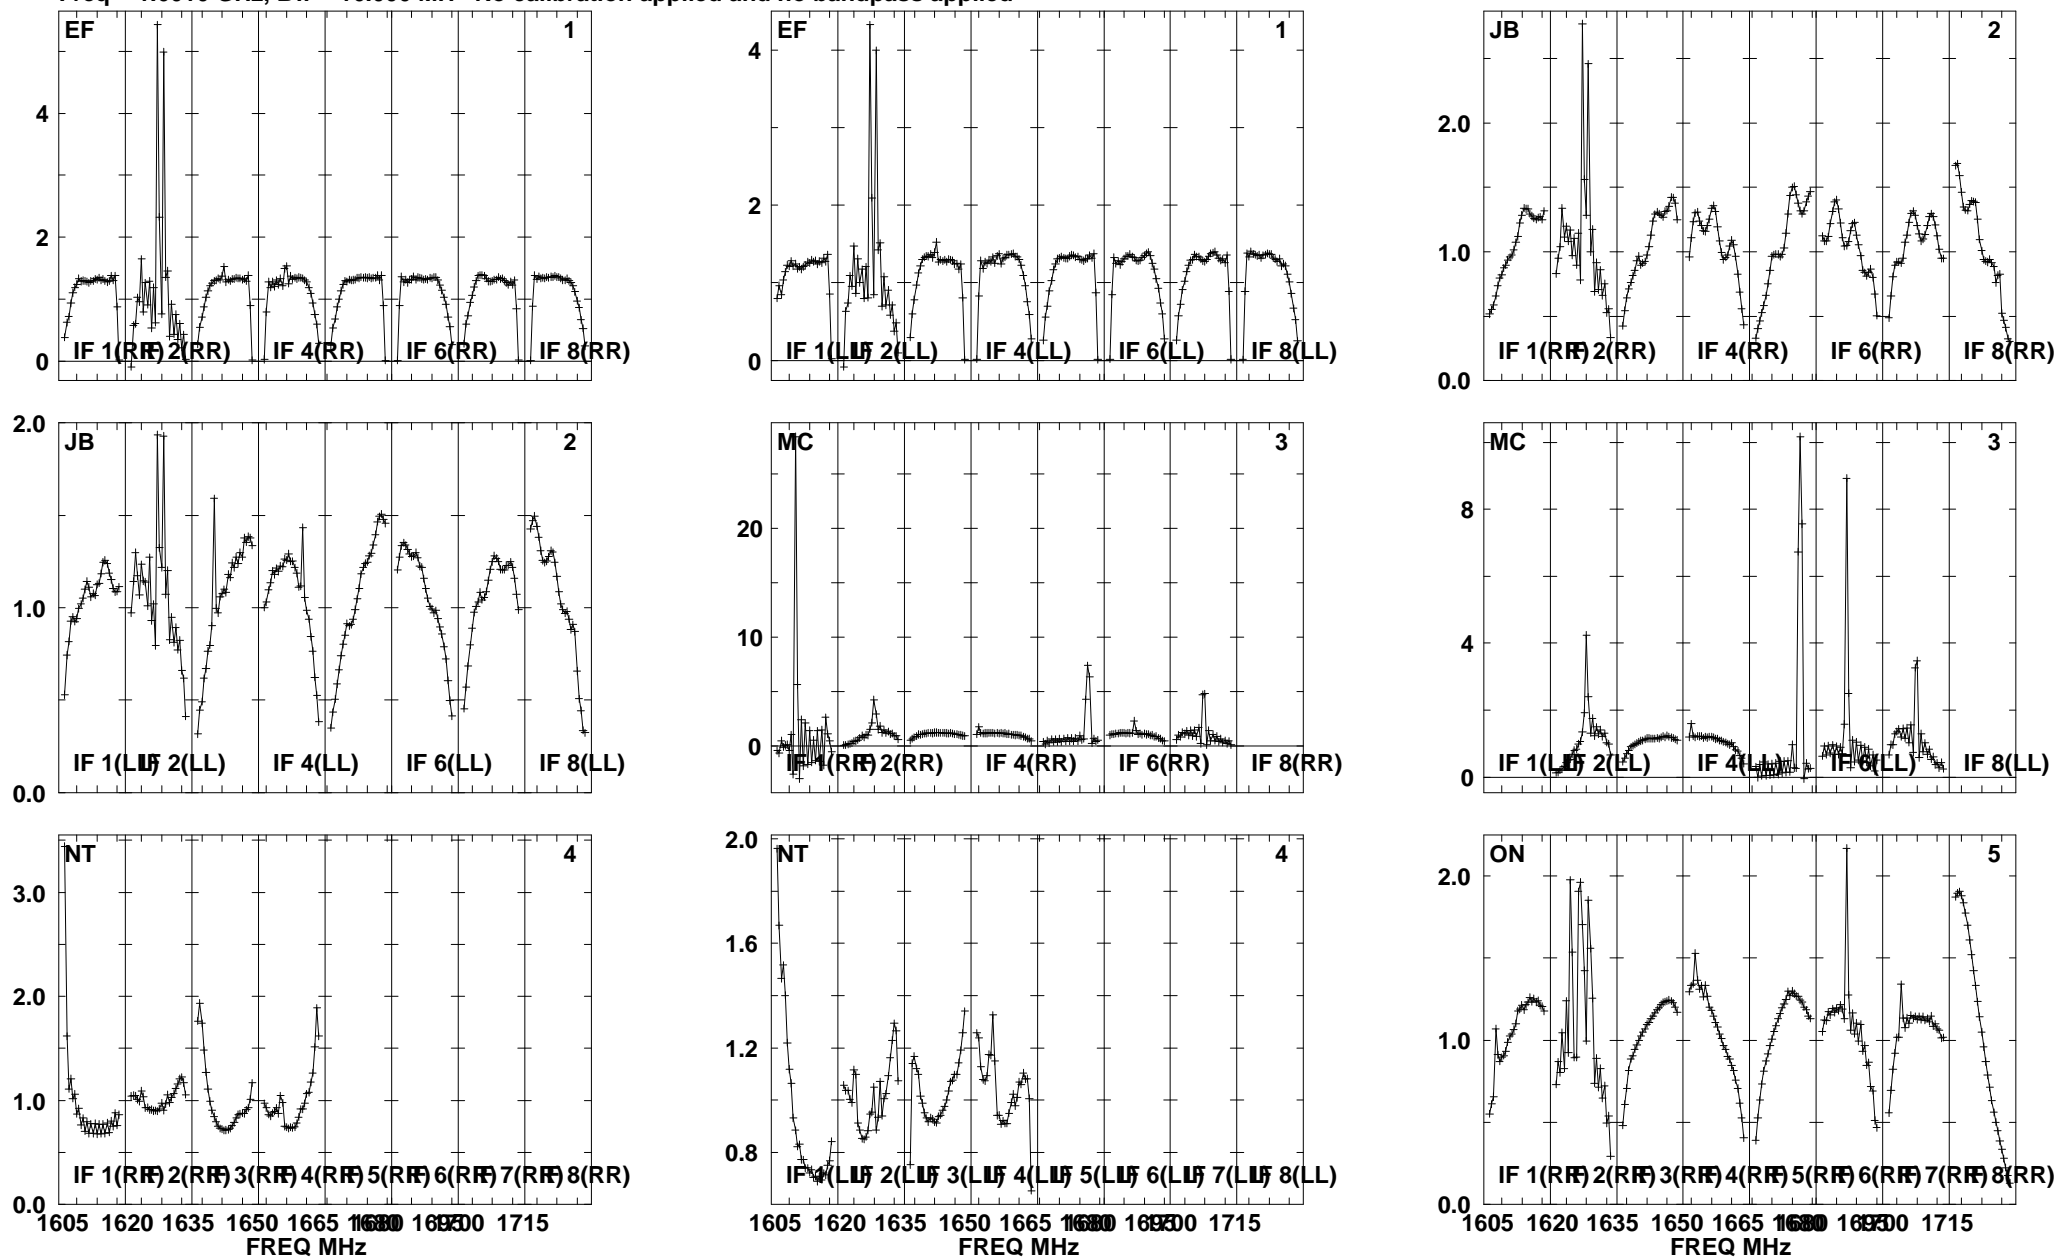 EF 1
EF 1
JB 2
4
2
0
IF 1(RR) IF 2(RR) IF 4(RR) IF 6(RR) IF 8(RR)
4
2
0
IF 1(LL) IF 2(LL) IF 4(LL) IF 6(LL) IF 8(LL)
2.0
1.0
0.0
IF 1(RR) IF 2(RR) IF 4(RR) IF 6(RR) IF 8(RR)
JB 2
MC 3
MC 3
2.0
1.0
0.0
IF 1(LL) IF 2(LL) IF 4(LL) IF 6(LL) IF 8(LL)
20
10
0
IF 1(RR) IF 2(RR) IF 4(RR) IF 6(RR) IF 8(RR)
8
4
0
IF 1(LL) IF 2(LL) IF 4(LL) IF 6(LL) IF 8(LL)
NT 4
NT 4
ON 5
3.0
2.0
1.0
0.0
IF 1(RR) IF 2(RR) IF 3(RR) IF 4(RR) IF 5(RR) IF 6(RR) IF 7(RR) IF 8(RR)
1605 1620 1635 1650 1665 1680 1695 1700 1715
FREQ MHz
2.0
1.6
1.2
0.8
IF 1(LL) IF 2(LL) IF 3(LL) IF 4(LL) IF 5(LL) IF 6(LL) IF 7(LL) IF 8(LL)
1605 1620 1635 1650 1665 1680 1695 1700 1715
FREQ MHz
2.0
1.0
0.0
IF 1(RR) IF 2(RR) IF 3(RR) IF 4(RR) IF 5(RR) IF 6(RR) IF 7(RR) IF 8(RR)
1605 1620 1635 1650 1665 1680 1695 1700 1715